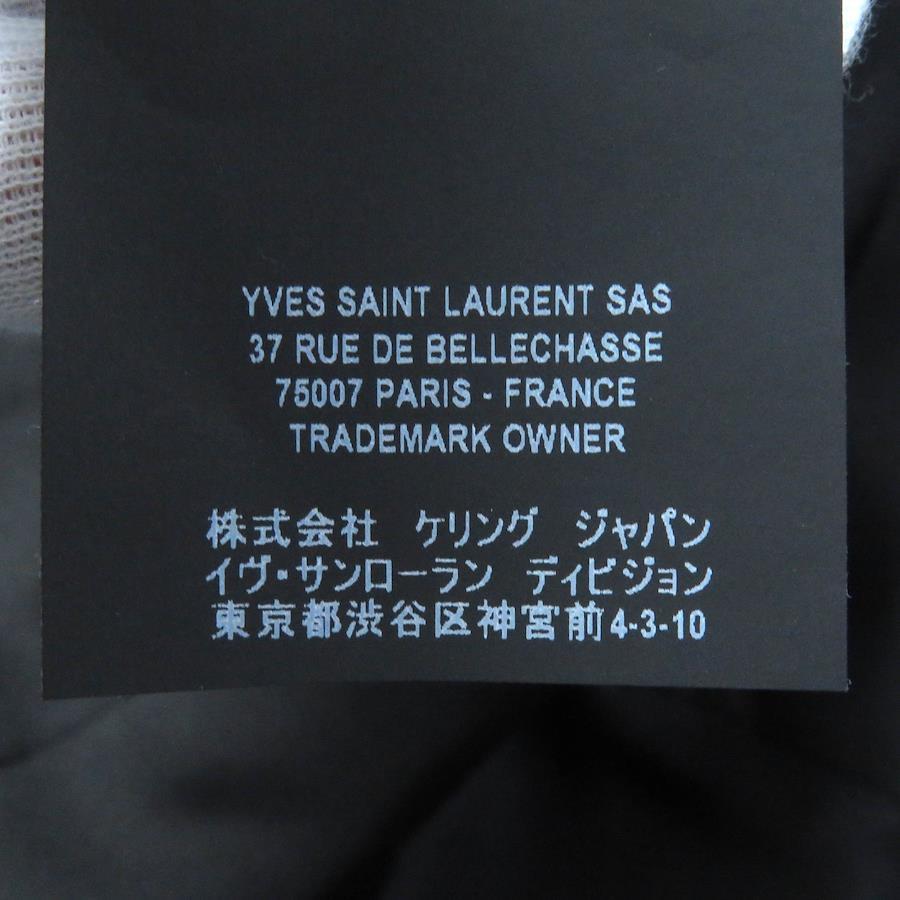 YVES SAINT LAURENT SAS
37 RUE DE BELLECHASSE
75007 PARIS - FRANCE
TRADEMARK OWNER
株式会社 ケリング ジャパン
イヴ・サンローラン ディビジョン
東京都渋谷区神宮前4-3-10